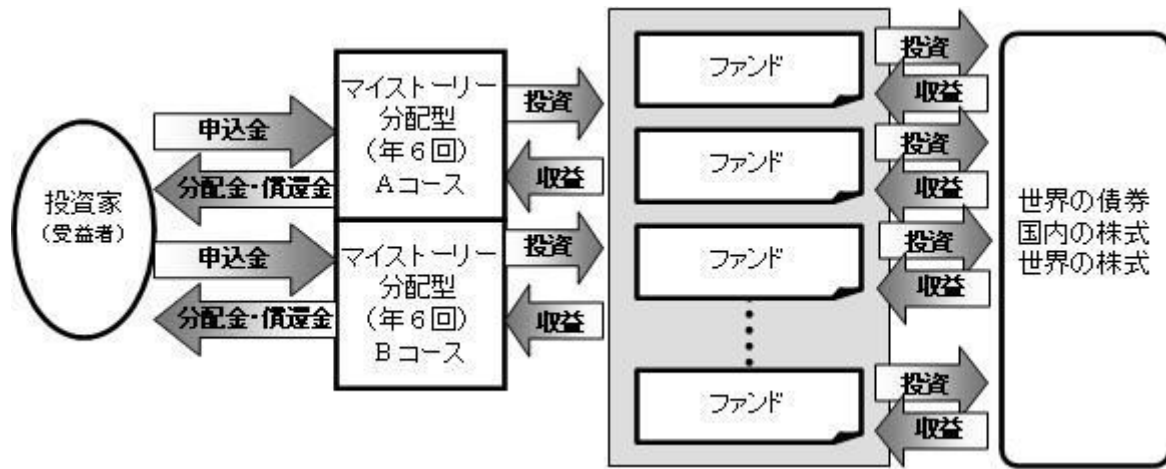 投資家
(受益者)
申込金
分配金・償還金
申込金
分配金・償還金
マイストーリー
分配型
(年6回)
Aコース
マイストーリー
分配型
(年6回)
Bコース
投資
収益
投資
収益
ファンド
ファンド
ファンド
ファンド
投資
収益
投資
収益
投資
収益
投資
収益
世界の債券
国内の株式
世界の株式